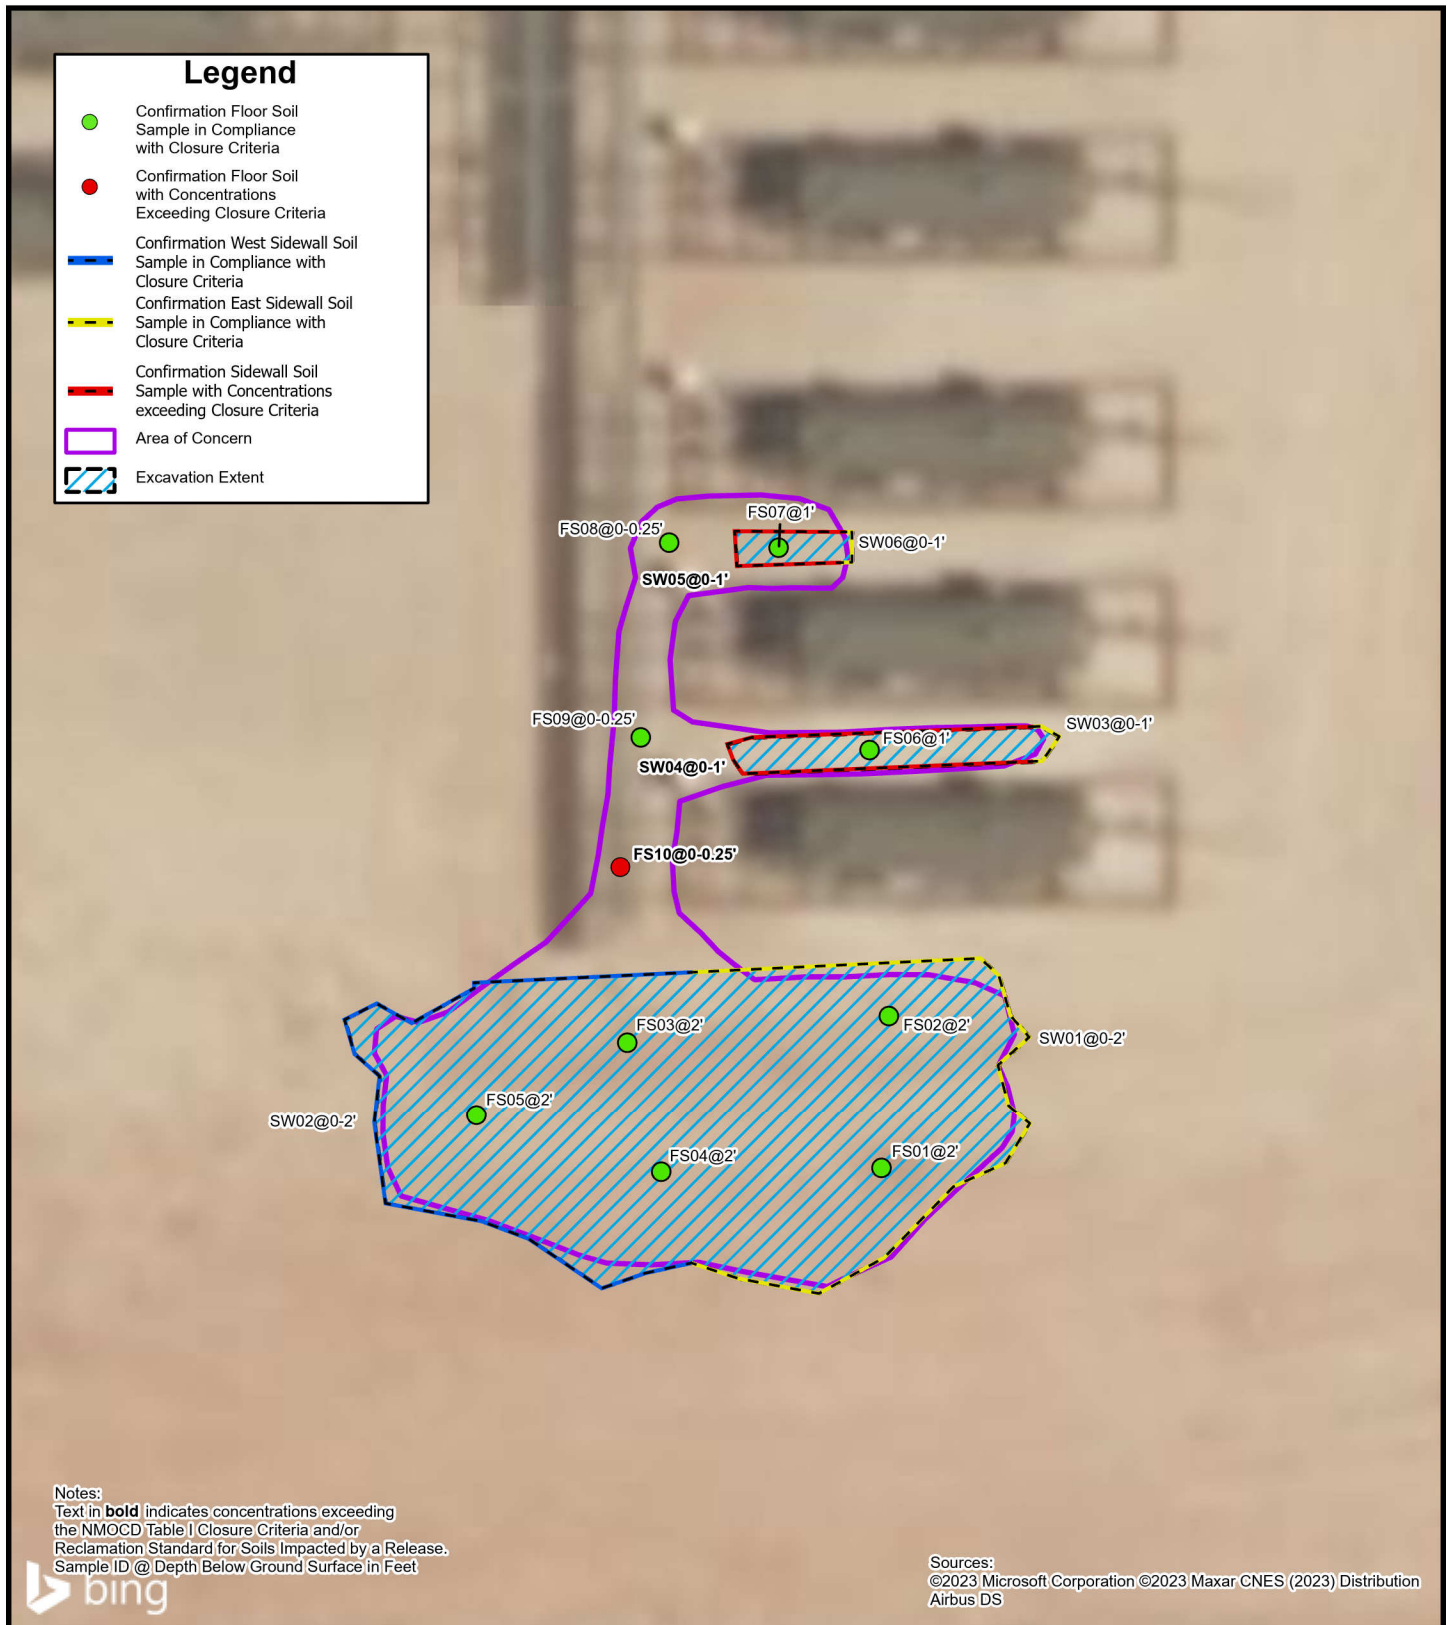 Legend
Confirmation Floor Soil
Sample in Compliance
with Closure Criteria
Confirmation Floor Soil
with Concentrations
Exceeding Closure Criteria
Confirmation West Sidewall Soil
Sample in Compliance with
Closure Criteria
Confirmation East Sidewall Soil
Sample in Compliance with
Closure Criteria
Confirmation Sidewall Soil
Sample with Concentrations
exceeding Closure Criteria
Area of Concern
Excavation Extent
FS07@1'
FS08@0-0.25'
SW06@0-1'
SW05@0-1'
FS09@0-0.25'
SW03@0-1'
FS06@1'
SW04@0-1'
FS10@0-0.25'
FS03@2'
FS02@2'
SW01@0-2'
FS05@2'
SW02@0-2'
FS04@2'
FS01@2'
Notes:
Text in bold indicates concentrations exceeding
the NMOCD Table I Closure Criteria and/or
Reclamation Standard for Soils Impacted by a Release.
Sample ID @ Depth Below Ground Surface in Feet
bing
Sources:
©2023 Microsoft Corporation ©2023 Maxar CNES (2023) Distribution
Airbus DS